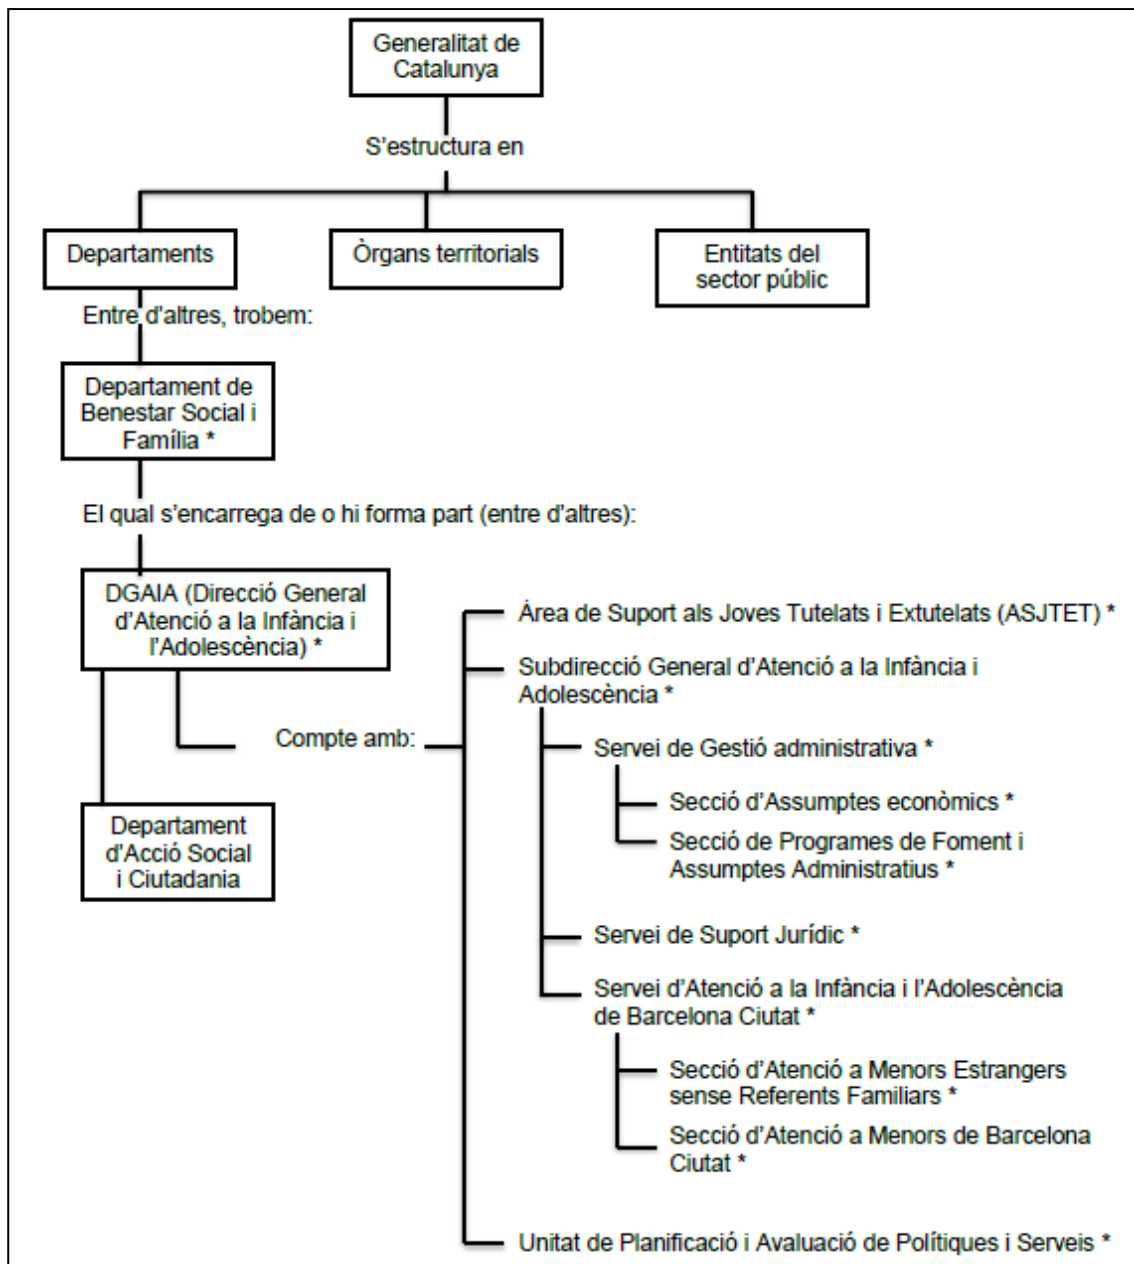 Generalitat de
Catalunya
S'estructura en
Departaments
Òrgans territorials
Entitats del
sector públic
Entre d'altres, trobem:
Departament de
Benestar Social i
Família *
El qual s'encarrega de o hi forma part (entre d'altres):
DGAIA (Direcció General
d'Atenció a la Infància i
l'Adolescència) *
Compte amb:
Departament
d'Acció Social
i Ciutadania
Àrea de Suport als Joves Tutelats i Extutelats (ASJTET) *
Subdirecció General d'Atenció a la Infància i
Adolescència *
Servei de Gestió administrativa *
Secció d'Assumptes econòmics *
Secció de Programes de Foment i
Assumptes Administratius *
Servei de Suport Jurídic *
Servei d'Atenció a la Infància i l'Adolescència
de Barcelona Ciutat *
Secció d'Atenció a Menors Estrangers
sense Referents Familiars *
Secció d'Atenció a Menors de Barcelona
Ciutat *
Unitat de Planificació i Avaluació de Polítiques i Serveis *